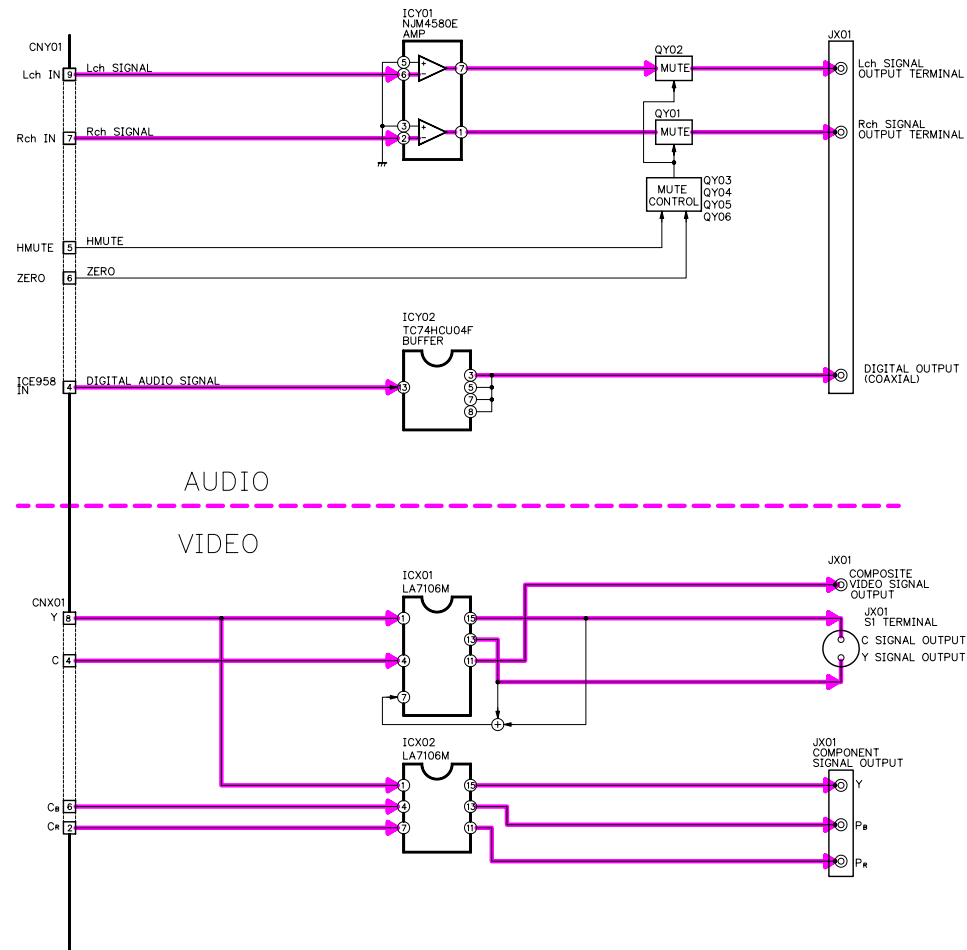 ICY01
NJM4580E
AMP
CNY01
JX01
QY02
Lch IN 9 Lch SIGNAL
5
6
7
MUTE
Lch SIGNAL
OUTPUT TERMINAL
QY01
Rch IN 7 Rch SIGNAL
3
2
1
MUTE
Rch SIGNAL
OUTPUT TERMINAL
MUTE
CONTROL
QY03
QY04
QY05
QY06
HMUTE 5 HMUTE
ZERO 6 ZERO
ICY02
TC74HCU04F
BUFFER
ICE958
IN
4 DIGITAL AUDIO SIGNAL
13
3
5
7
8
DIGITAL OUTPUT
(COAXIAL)
AUDIO
VIDEO
JX01
COMPOSITE
VIDEO SIGNAL
OUTPUT
ICX01
LA7106M
CNX01
Y 8
1
15
JX01
S1 TERMINAL
13
C SIGNAL OUTPUT
C 4
4
11
Y SIGNAL OUTPUT
7
+
ICX02
LA7106M
JX01
COMPONENT
SIGNAL OUTPUT
1
15
Y
CB 6
4
13
CR 2
7
11
PB
PR